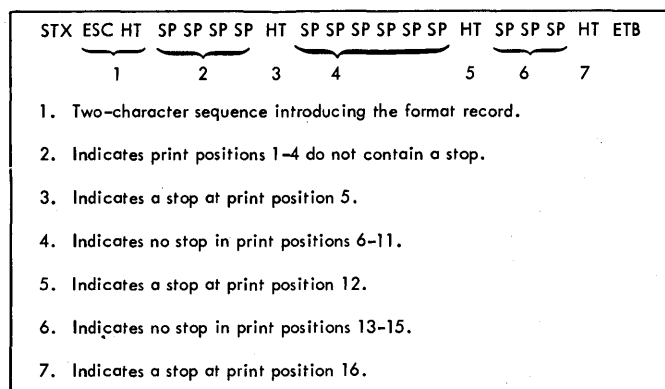 STX ESC HT SP SP SP SP HT SP SP SP SP SP SP HT SP SP SP HT ETB
1 2 3 4 5 6 7
1. Two-character sequence introducing the format record.
2. Indicates print positions 1-4 do not contain a stop.
3. Indicates a stop at print position 5.
4. Indicates no stop in print positions 6-11.
5. Indicates a stop at print position 12.
6. Indicates no stop in print positions 13-15.
7. Indicates a stop at print position 16.